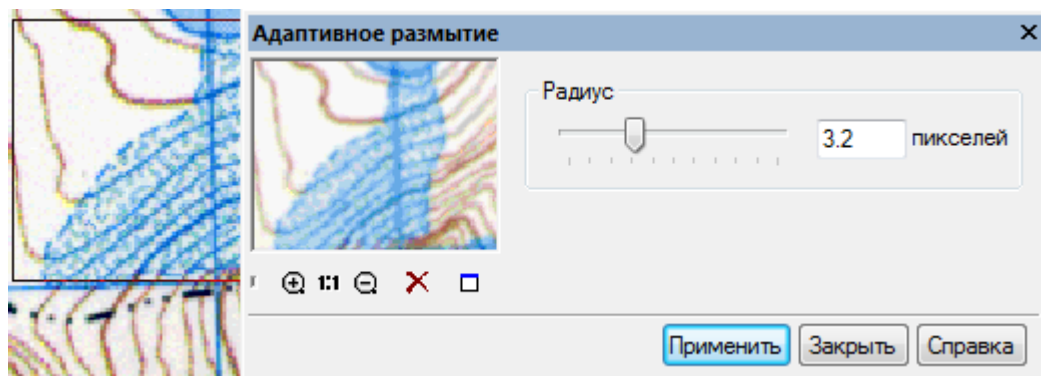 Адаптивное размытие
Радиус
3.2 пикселей
1:1
Применить Закрыть Справка